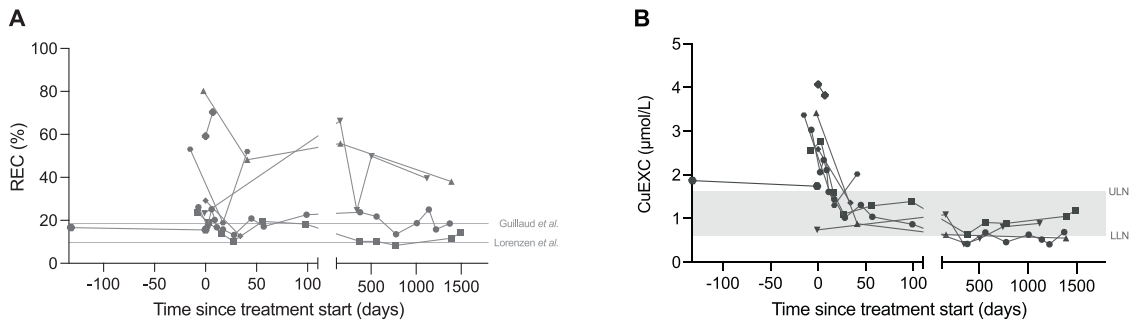 A
REC (%)
100
80
60
40
20
0
-100 -50 0 50 100 500 1000 1500
Time since treatment start (days)
Guillaud et al.
Lorenzen et al.
B
CuEXC (μmol/L)
5
4
3
2
1
0
-100 -50 0 50 100 500 1000 1500
Time since treatment start (days)
ULN
LLN